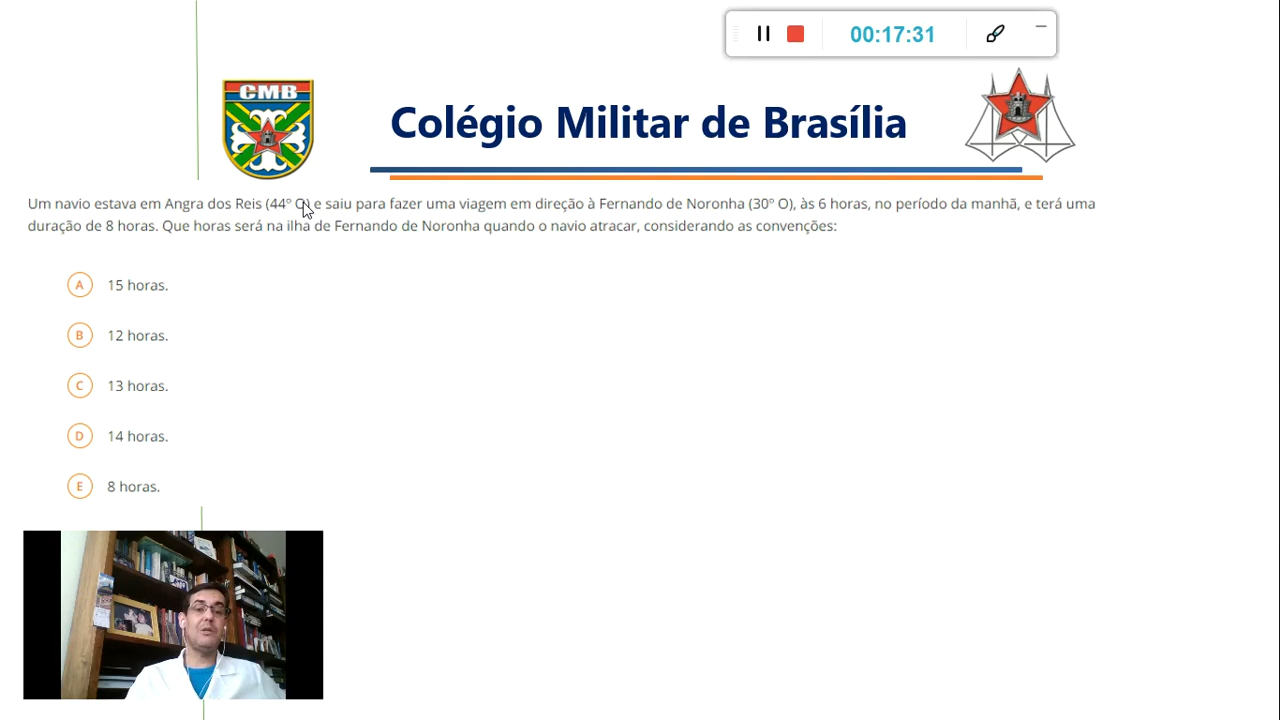 00:17:31
CMB
Colégio Militar de Brasília
Um navio estava em Angra dos Reis (44º O) e saiu para fazer uma viagem em direção à Fernando de Noronha (30º O), às 6 horas, no período da manhã, e terá uma
duração de 8 horas. Que horas será na ilha de Fernando de Noronha quando o navio atracar, considerando as convenções:
A 15 horas.
B 12 horas.
C 13 horas.
D 14 horas.
E 8 horas.